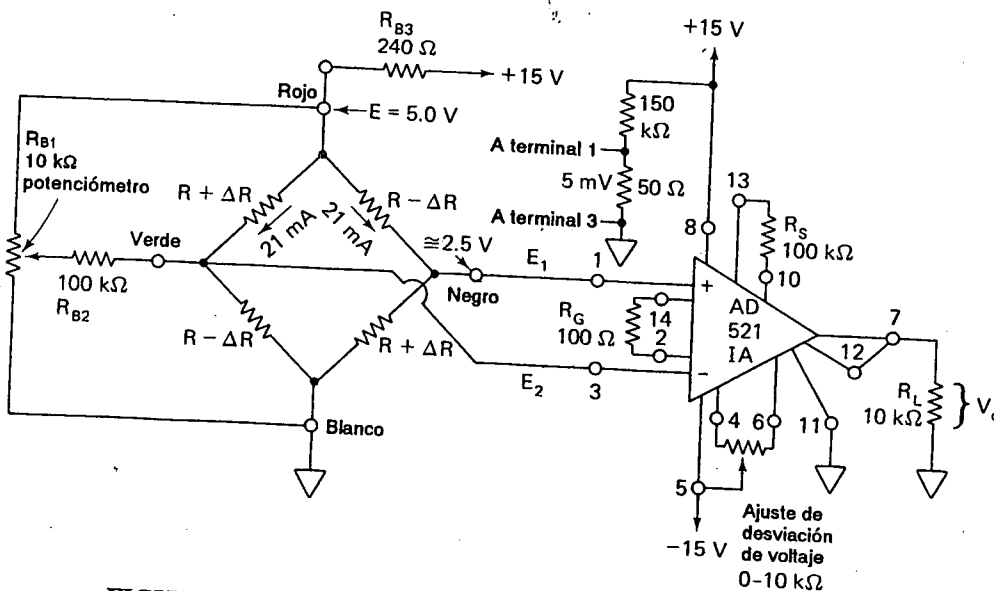 R_B3
240 Ω
+15 V
Rojo
E = 5.0 V
R_B1
10 kΩ
potenciómetro
R + ΔR
R − ΔR
21 mA
21 mA
Verde
100 kΩ
R_B2
≅2.5 V
Negro
R − ΔR
R + ΔR
Blanco
+15 V
150
kΩ
A terminal 1
5 mV
50 Ω
A terminal 3
8
13
R_S
100 kΩ
10
E_1
1
+
R_G
100 Ω
14
2
AD
521
IA
−
E_2
3
7
12
R_L
10 kΩ
4
6
11
5
−15 V
Ajuste de
desviación
de voltaje
0-10 kΩ